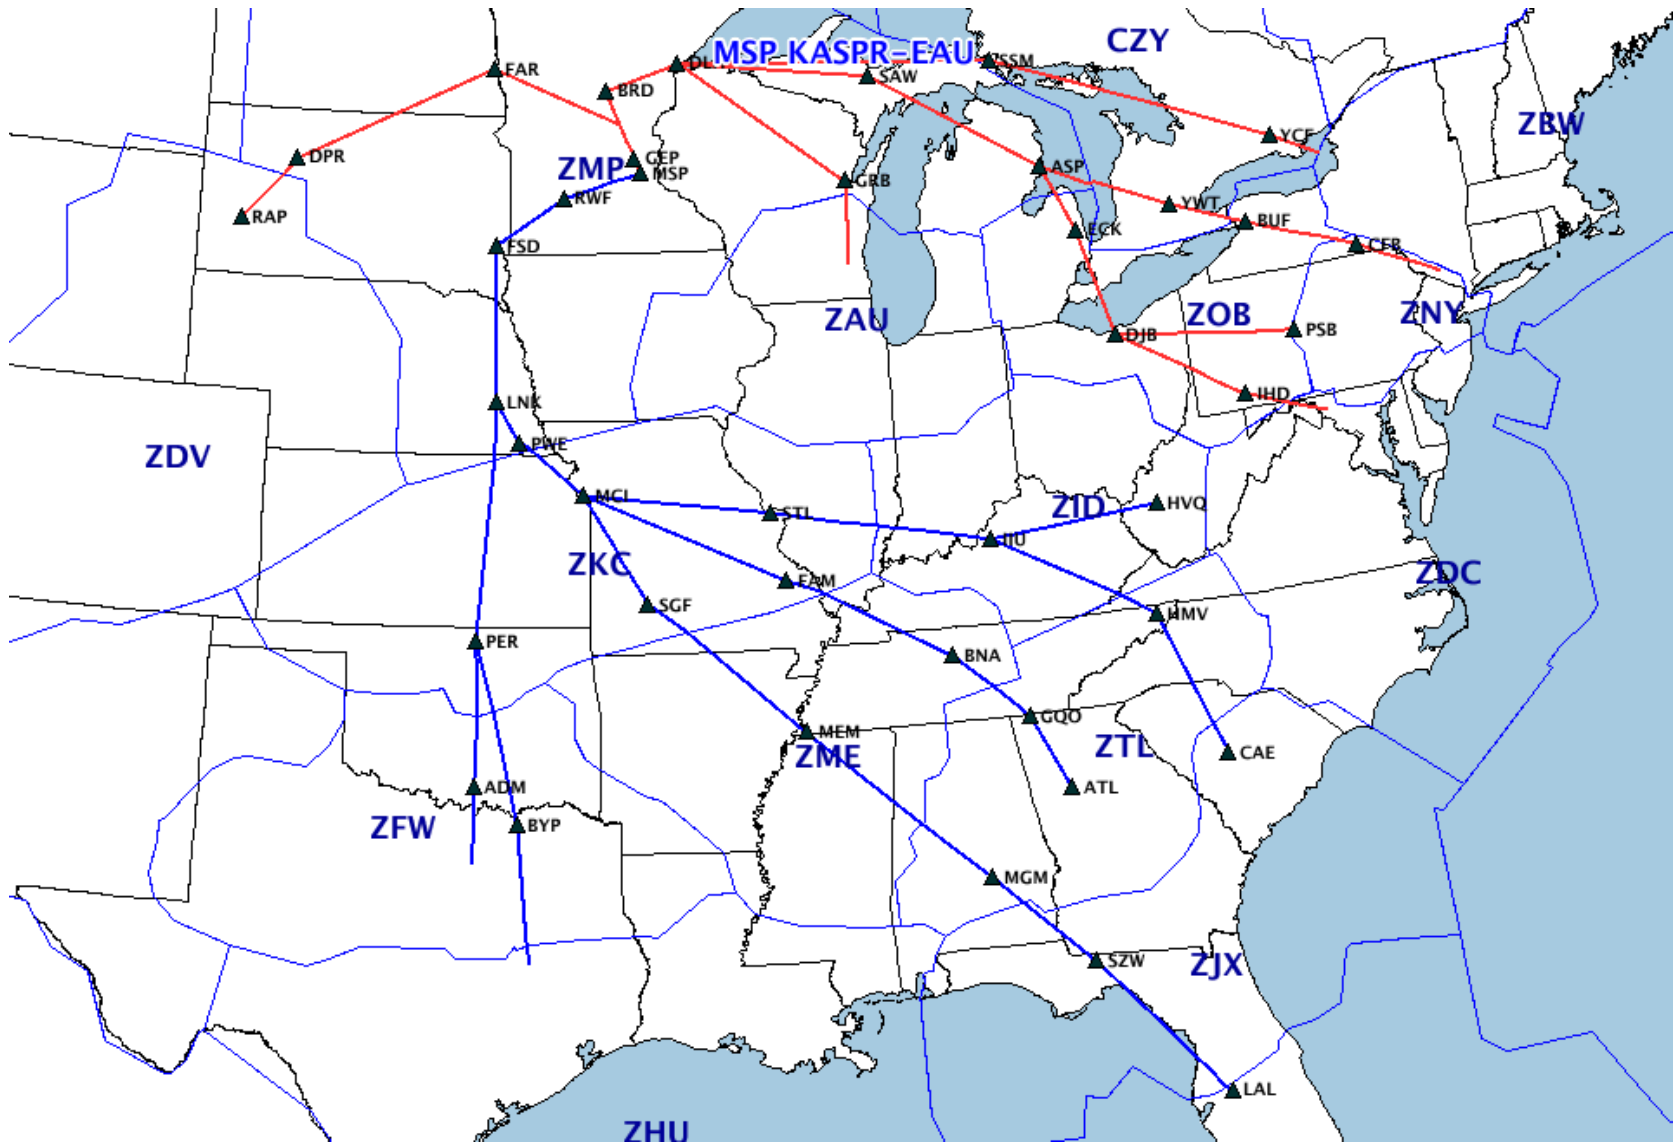 CZY
MSP KASPR-EAU
SSM
FAR
SAW
BRD
ZBW
YCF
DPR
GEP
ZMP
MSP
ASP
GRB
RWF
YWT
RAP
BUF
ECK
CFB
FSD
ZAU
ZOB
ZNY
DJB
PSB
IHD
LNK
PWE
ZDV
MCI
STL
ZID
HVQ
IIU
ZKC
FAM
ZDC
SGF
HMV
PER
BNA
GQO
MEM
ZME
ZTL
CAE
ADM
ATL
ZFW
BYP
MGM
SZW
ZJX
LAL
ZHU